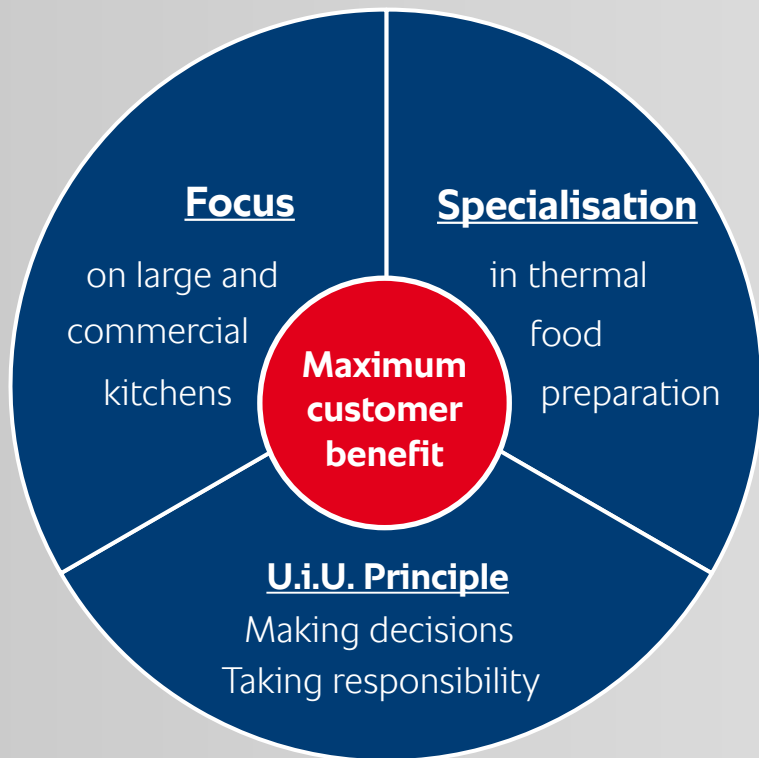 Focus
on large and
commercial
kitchens
Specialisation
in thermal
food
preparation
Maximum
customer
benefit
U.i.U. Principle
Making decisions
Taking responsibility